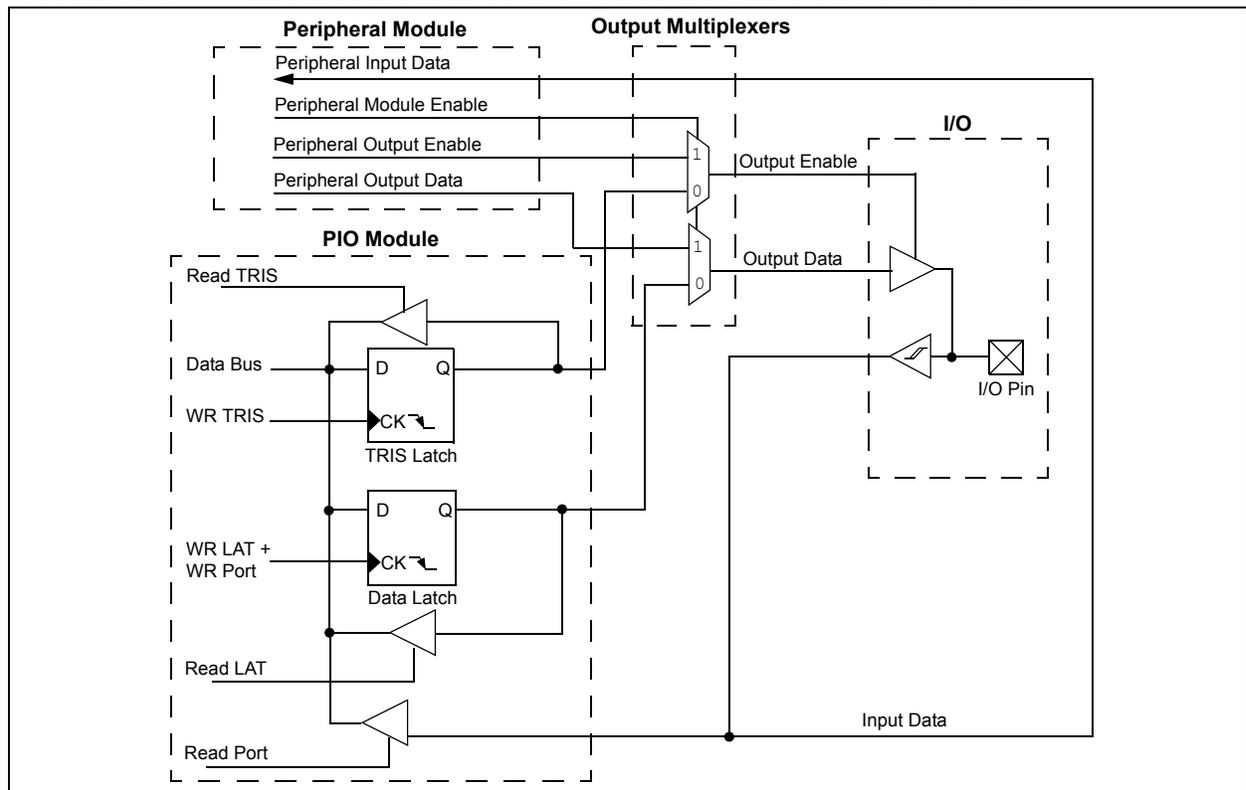 Peripheral Module
Output Multiplexers
Peripheral Input Data
Peripheral Module Enable
Peripheral Output Enable
Peripheral Output Data
1
0
Output Enable
I/O
1
0
Output Data
PIO Module
Read TRIS
Data Bus
D
Q
WR TRIS
CK
TRIS Latch
I/O Pin
D
Q
WR LAT +
WR Port
CK
Data Latch
Read LAT
Read Port
Input Data